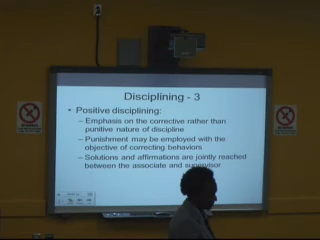 Disciplining - 3
• Positive disciplining:
– Emphasis on the corrective rather than
punitive nature of discipline
– Punishment may be employed with the
objective of correcting behaviors
– Solutions and affirmations are jointly reached
between the associate and supervisor